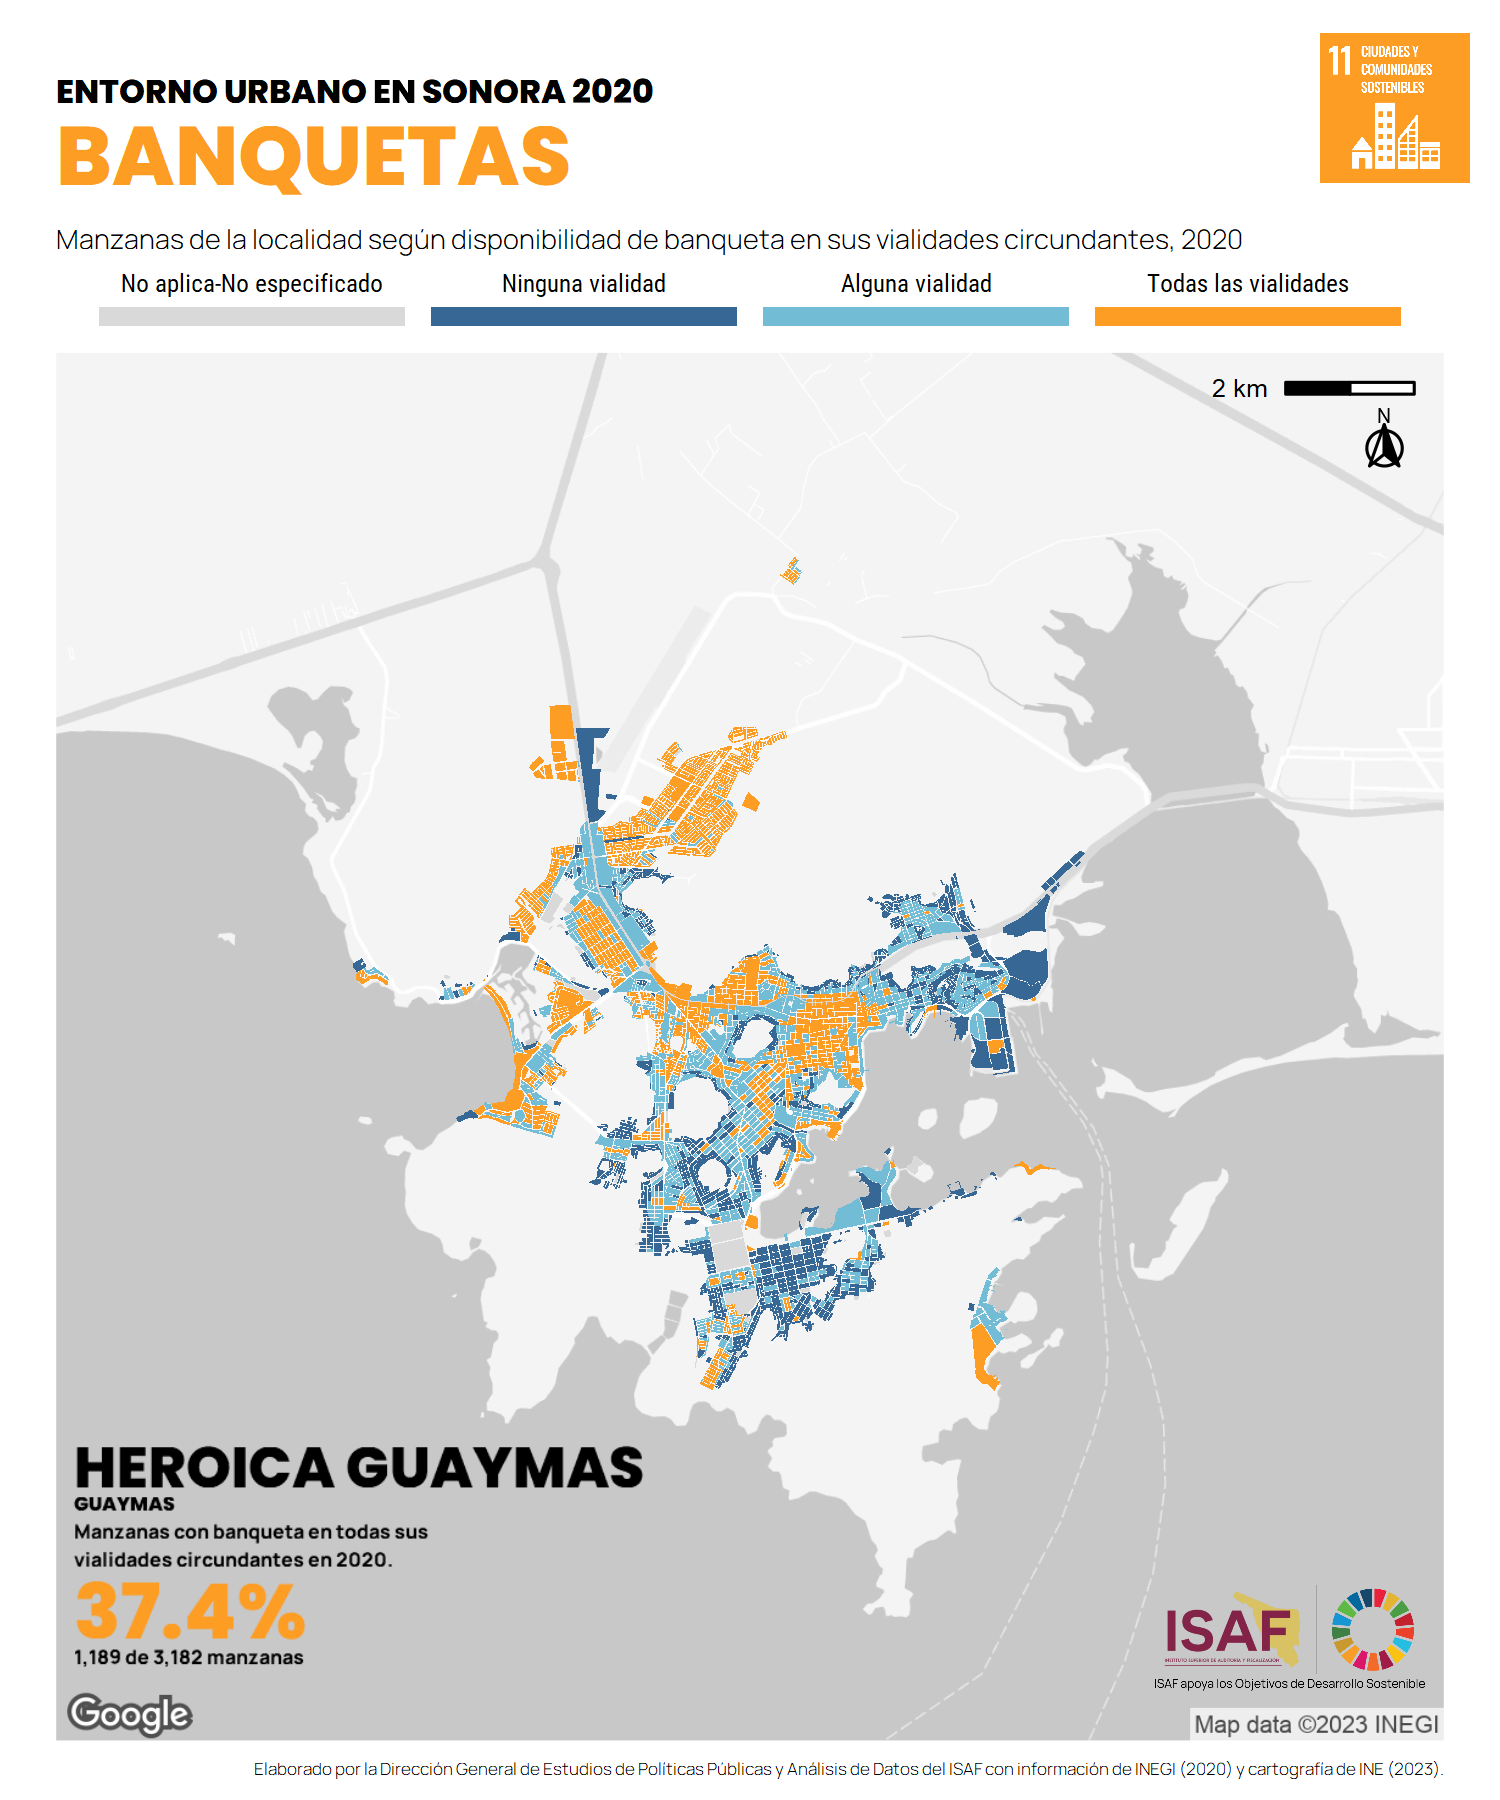 11 CIUDADES Y
COMUNIDADES
SOSTENIBLES
ENTORNO URBANO EN SONORA 2020
BANQUETAS
Manzanas de la localidad según disponibilidad de banqueta en sus vialidades circundantes, 2020
No aplica-No especificado
Ninguna vialidad
Alguna vialidad
Todas las vialidades
2 km
N
HEROICA GUAYMAS
GUAYMAS
Manzanas con banqueta en todas sus
vialidades circundantes en 2020.
37.4%
1,189 de 3,182 manzanas
Google
ISAF
INSTITUTO SUPERIOR DE AUDITORÍA Y FISCALIZACIÓN
ISAF apoya los Objetivos de Desarrollo Sostenible
Map data ©2023 INEGI
Elaborado por la Dirección General de Estudios de Políticas Públicas y Análisis de Datos del ISAF con información de INEGI (2020) y cartografía de INE (2023).